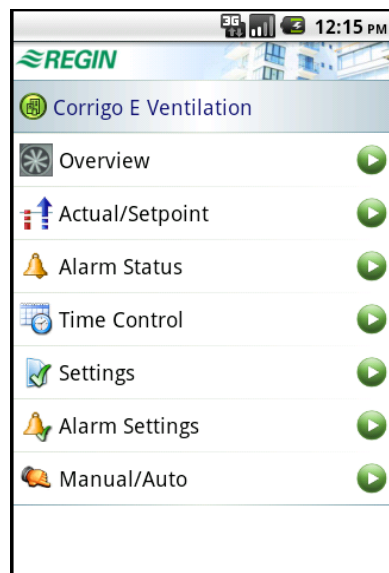 3G 12:15 PM
REGIN
Corrigo E Ventilation
Overview
Actual/Setpoint
Alarm Status
Time Control
Settings
Alarm Settings
Manual/Auto